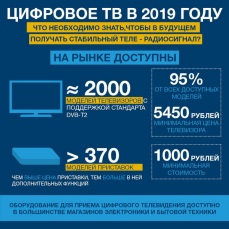 ЦИФРОВОЕ ТВ В 2019 ГОДУ
ЧТО НЕОБХОДИМО ЗНАТЬ,ЧТОБЫ В БУДУЩЕМ
ПОЛУЧАТЬ СТАБИЛЬНЫЙ ТЕЛЕ - РАДИОСИГНАЛ?
НА РЫНКЕ ДОСТУПНЫ
≈ 2000
МОДЕЛЕЙ ТЕЛЕВИЗОРОВ С
ПОДДЕРЖКОЙ СТАНДАРТА
DVB-T2
95%
ОТ ВСЕХ ДОСТУПНЫХ
МОДЕЛЕЙ
5450 РУБЛЕЙ
МИНИМАЛЬНАЯ ЦЕНА
ТЕЛЕВИЗОРА
> 370
МОДЕЛЕЙ ПРИСТАВОК
ЧЕМ ВЫШЕ ЦЕНА ПРИСТАВКИ, ТЕМ БОЛЬШЕ В НЕЙ
ДОПОЛНИТЕЛЬНЫХ ФУНКЦИЙ
1000 РУБЛЕЙ
МИНИМАЛЬНАЯ
СТОИМОСТЬ
ОБОРУДОВАНИЕ ДЛЯ ПРИЕМА ЦИФРОВОГО ТЕЛЕВИДЕНИЯ ДОСТУПНО
В БОЛЬШИНСТВЕ МАГАЗИНОВ ЭЛЕКТРОНИКИ И БЫТОВОЙ ТЕХНИКИ